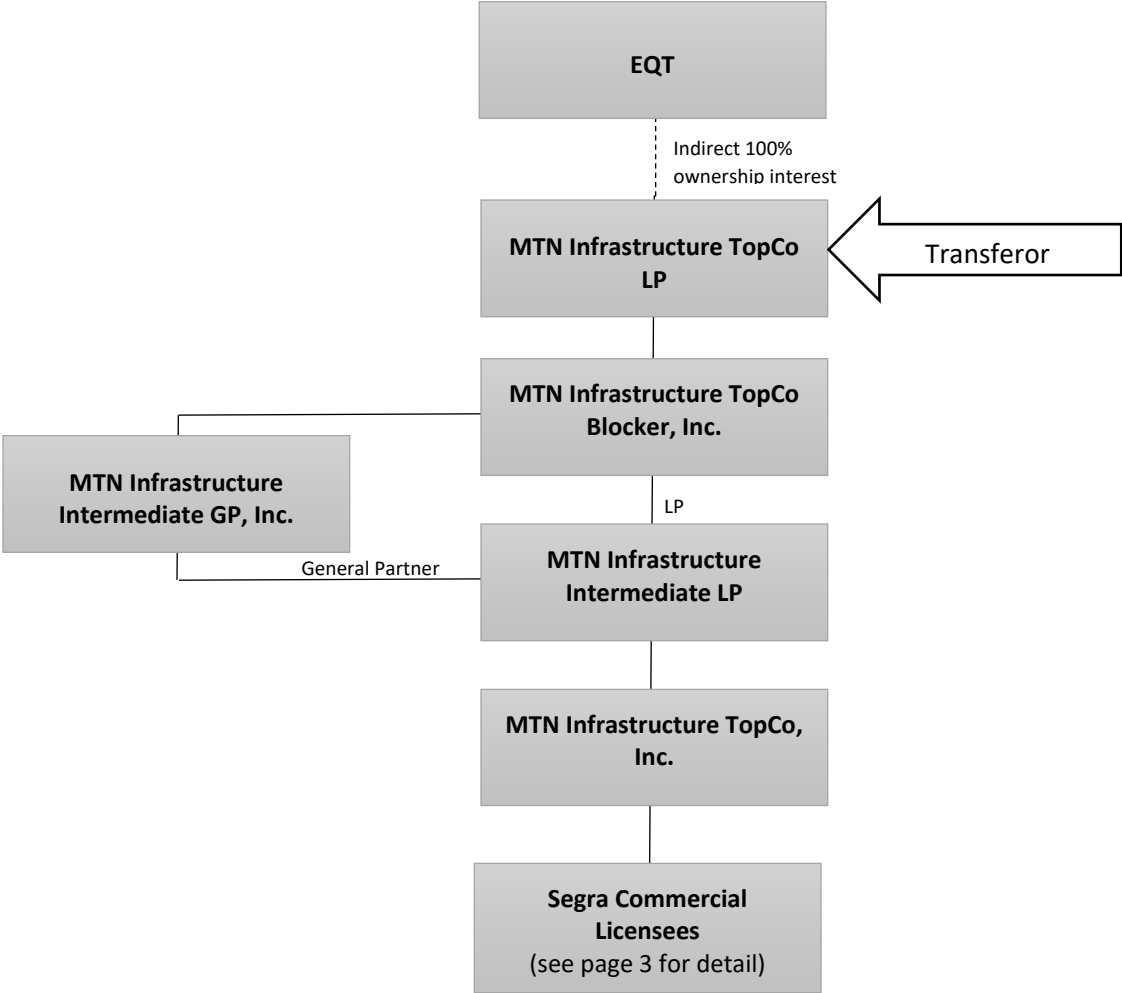 EQT
Indirect 100%
ownership interest
MTN Infrastructure TopCo
LP
Transferor
MTN Infrastructure TopCo
Blocker, Inc.
MTN Infrastructure
Intermediate GP, Inc.
LP
General Partner
MTN Infrastructure
Intermediate LP
MTN Infrastructure TopCo,
Inc.
Segra Commercial
Licensees
(see page 3 for detail)